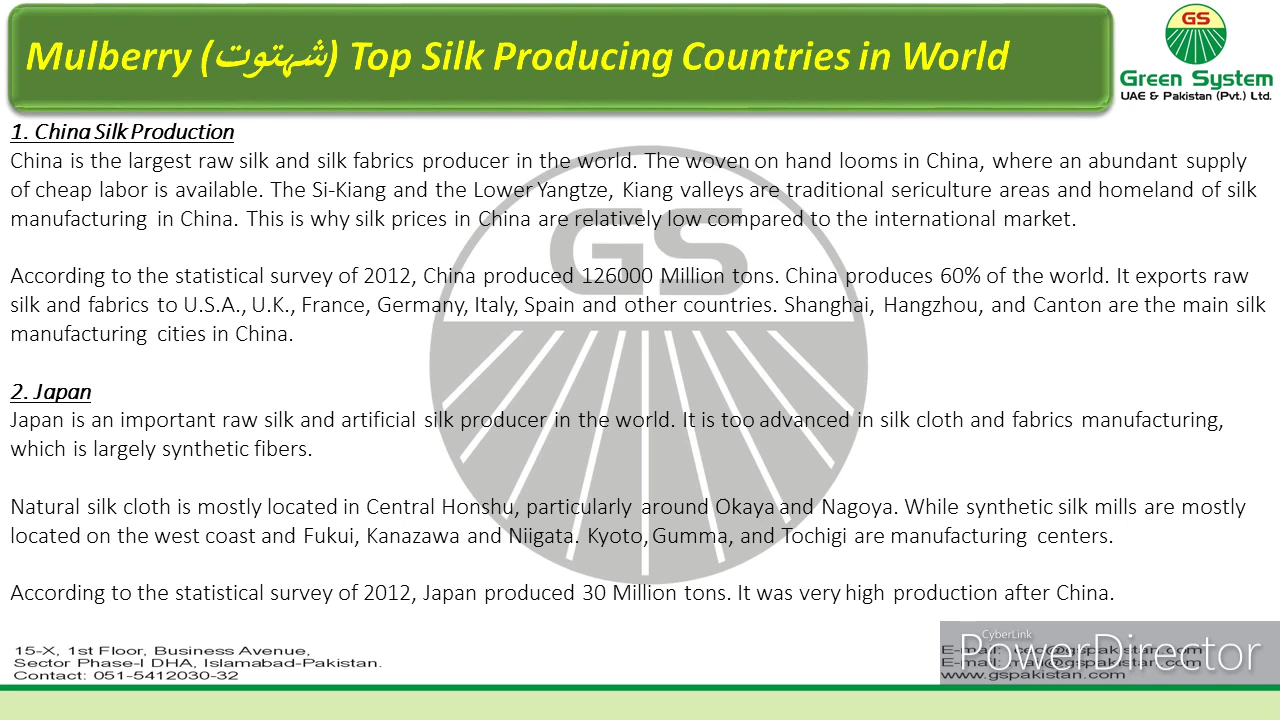 Mulberry (شہتوت) Top Silk Producing Countries in World
GS
Green System
UAE & Pakistan (Pvt.) Ltd.
1. China Silk Production
China is the largest raw silk and silk fabrics producer in the world. The woven on hand looms in China, where an abundant supply
of cheap labor is available. The Si-Kiang and the Lower Yangtze, Kiang valleys are traditional sericulture areas and homeland of silk
manufacturing in China. This is why silk prices in China are relatively low compared to the international market.
GS
According to the statistical survey of 2012, China produced 126000 Million tons. China produces 60% of the world. It exports raw
silk and fabrics to U.S.A., U.K., France, Germany, Italy, Spain and other countries. Shanghai, Hangzhou, and Canton are the main silk
manufacturing cities in China.
2. Japan
Japan is an important raw silk and artificial silk producer in the world. It is too advanced in silk cloth and fabrics manufacturing,
which is largely synthetic fibers.
Natural silk cloth is mostly located in Central Honshu, particularly around Okaya and Nagoya. While synthetic silk mills are mostly
located on the west coast and Fukui, Kanazawa and Niigata. Kyoto, Gumma, and Tochigi are manufacturing centers.
According to the statistical survey of 2012, Japan produced 30 Million tons. It was very high production after China.
15-X, 1st Floor, Business Avenue,
Sector Phase-I DHA, Islamabad-Pakistan.
Contact: 051-5412030-32
E-mail:
E-mail:
www.gspakistan.com
CyberLink
PowerDirector